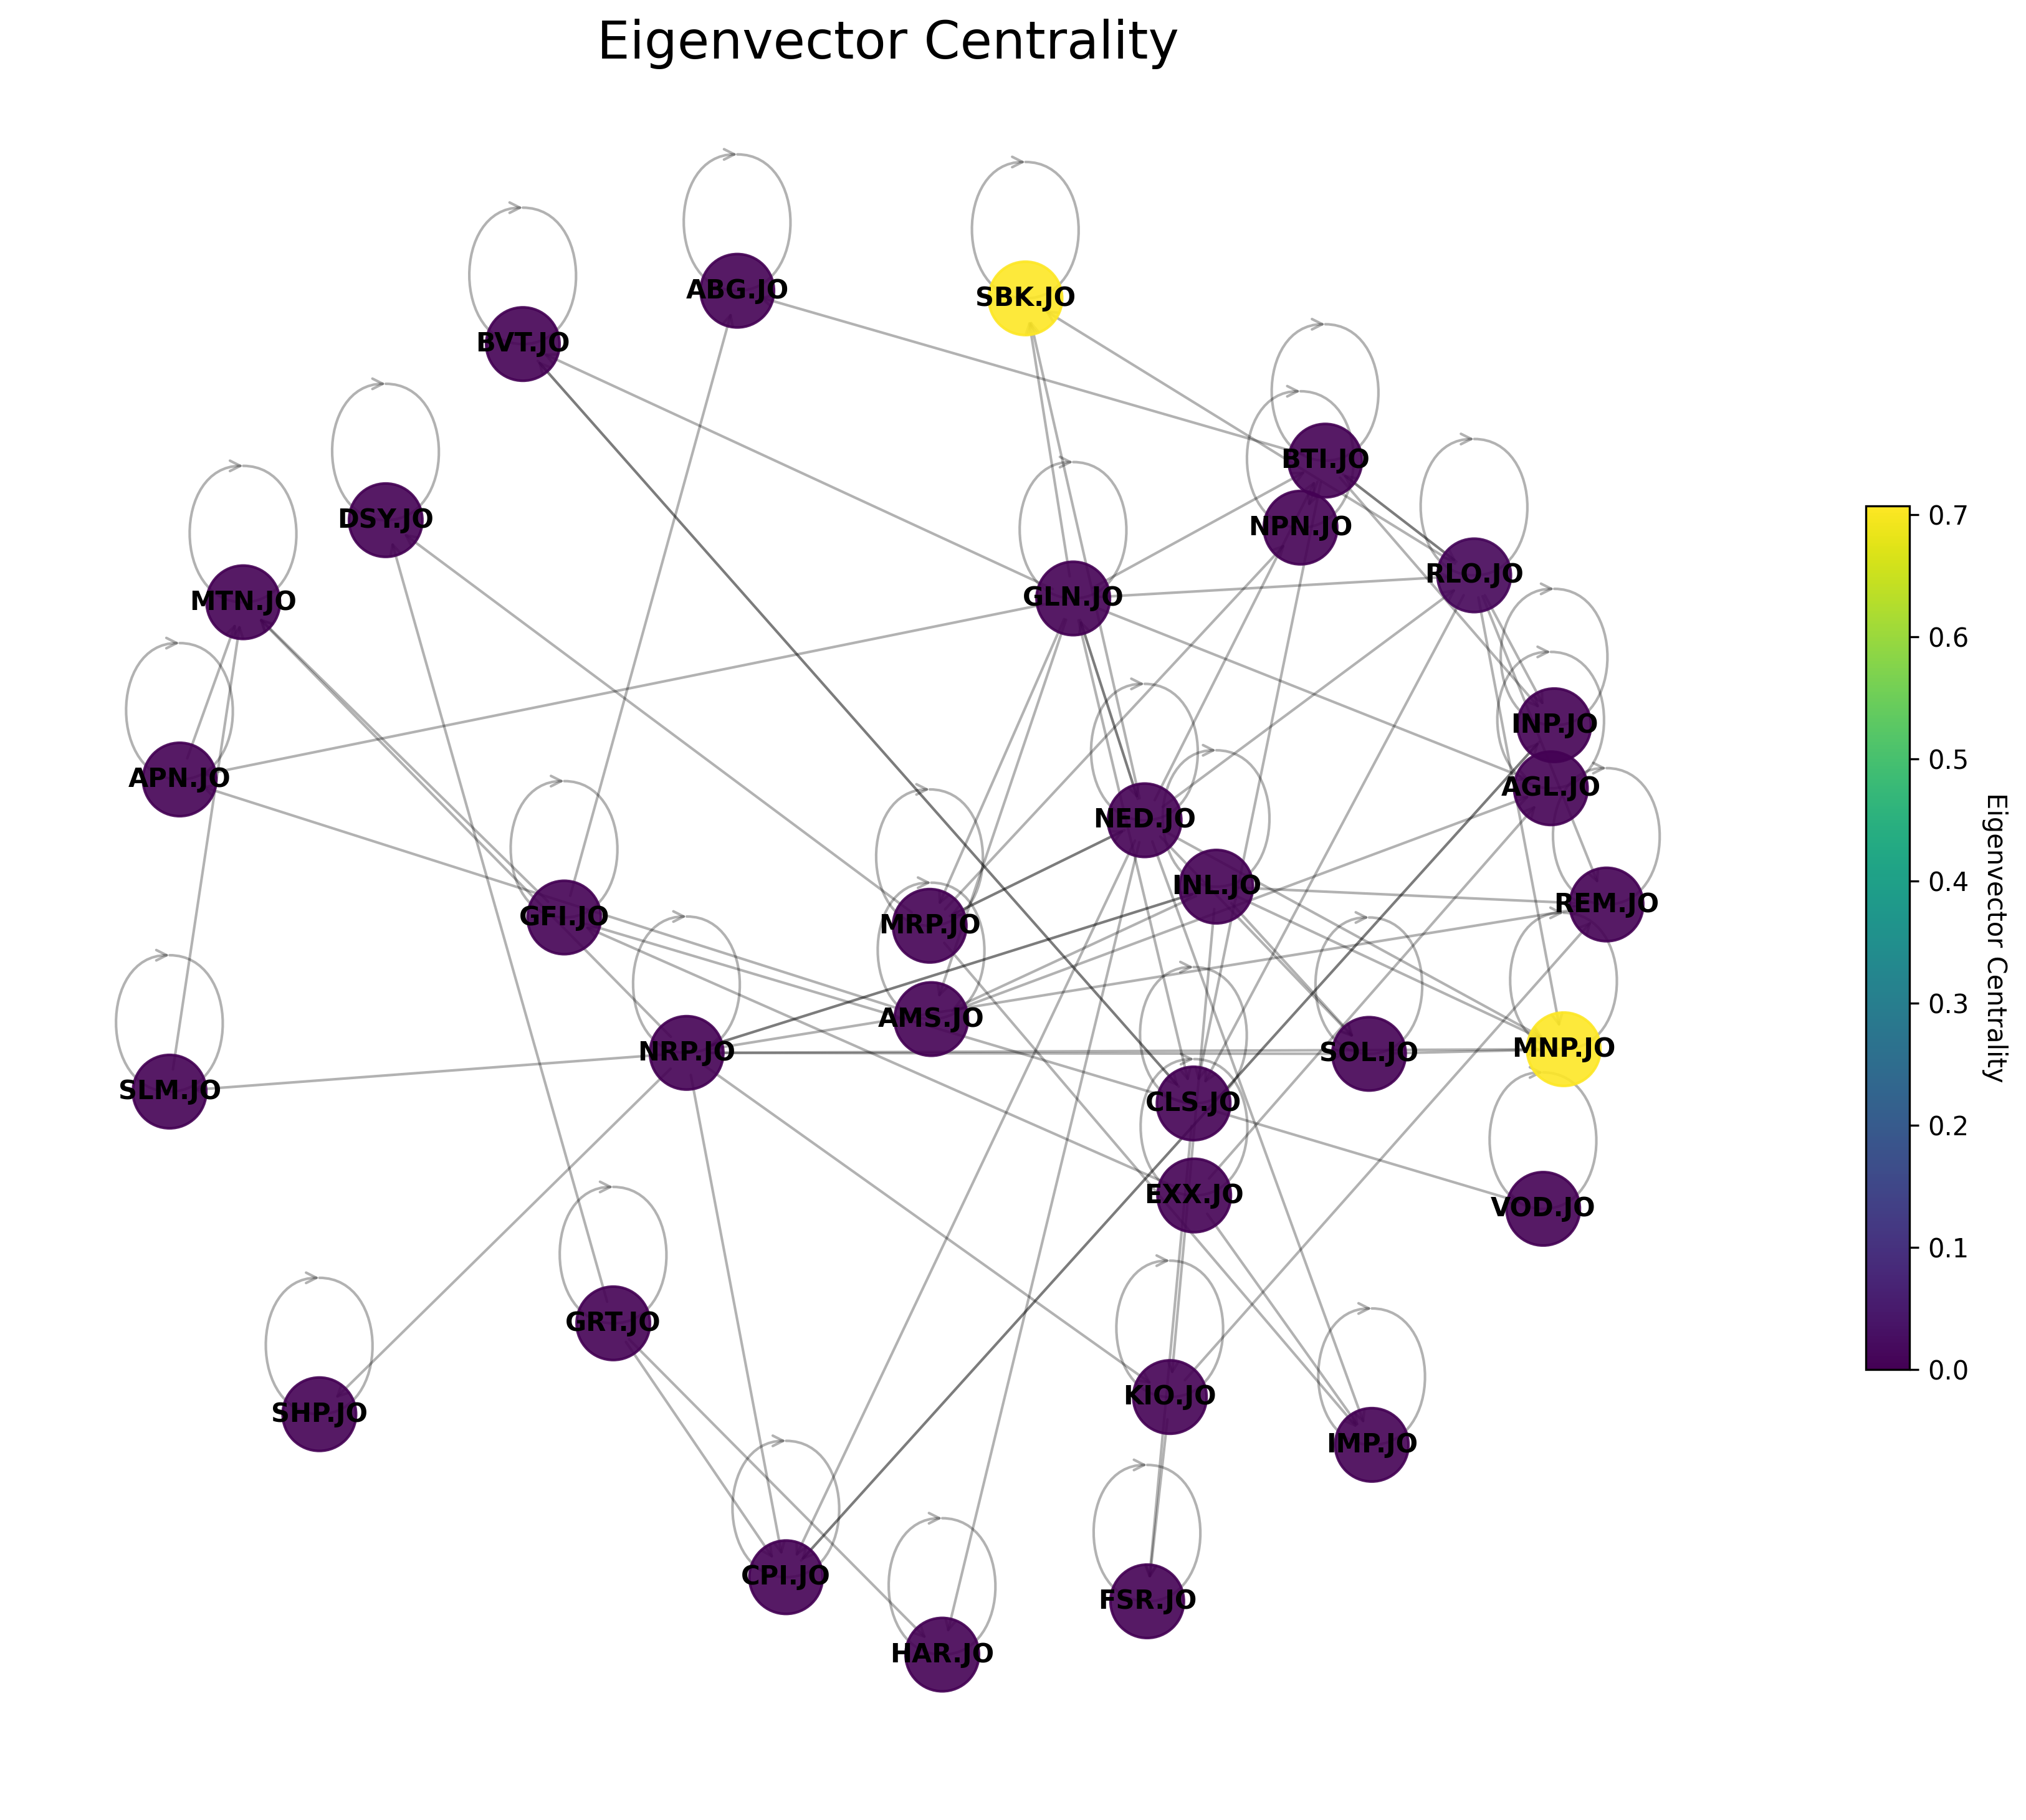 Eigenvector Centrality
ABG.JO
SBK.JO
BVT.JO
BTI.JO
DSY.JO
NPN.JO
RLO.JO
MTN.JO
GLN.JO
INP.JO
APN.JO
AGL.JO
NED.JO
INL.JO
REM.JO
GFI.JO
MRP.JO
AMS.JO
MNP.JO
NRP.JO
SOL.JO
SLM.JO
CLS.JO
EXX.JO
VOD.JO
GRT.JO
KIO.JO
SHP.JO
IMP.JO
CPI.JO
FSR.JO
HAR.JO
0.7
0.6
0.5
0.4
0.3
0.2
0.1
0.0
Eigenvector Centrality